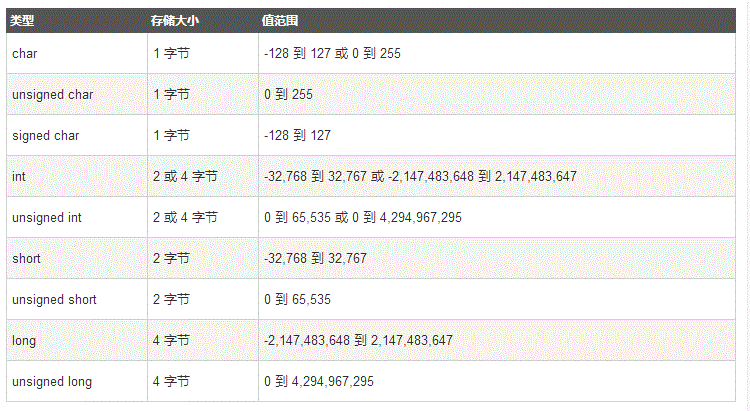 类型 存储大小 值范围
char 1 字节 -128 到 127 或 0 到 255
unsigned char 1 字节 0 到 255
signed char 1 字节 -128 到 127
int 2 或 4 字节 -32,768 到 32,767 或 -2,147,483,648 到 2,147,483,647
unsigned int 2 或 4 字节 0 到 65,535 或 0 到 4,294,967,295
short 2 字节 -32,768 到 32,767
unsigned short 2 字节 0 到 65,535
long 4 字节 -2,147,483,648 到 2,147,483,647
unsigned long 4 字节 0 到 4,294,967,295